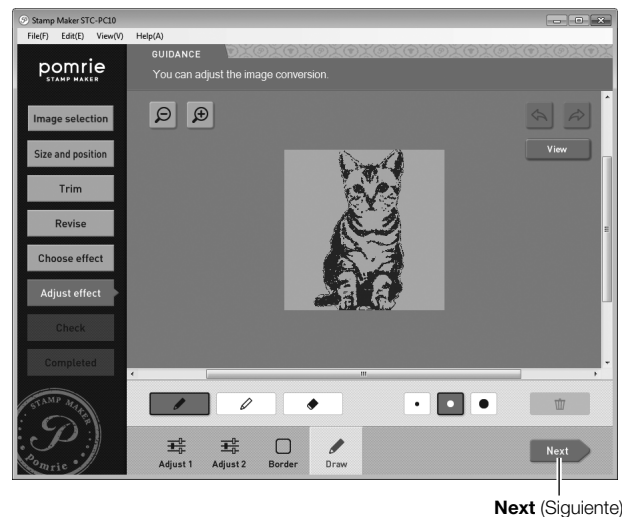 Stamp Maker STC-PC10
File(F) Edit(E) View(V) Help(A)
pomrie
STAMP MAKER
GUIDANCE
You can adjust the image conversion.
Image selection
Size and position
Trim
Revise
Choose effect
Adjust effect
Check
Completed
View
STAMP MAKER
P
Pomrie
Adjust 1
Adjust 2
Border
Draw
Next
Next (Siguiente)